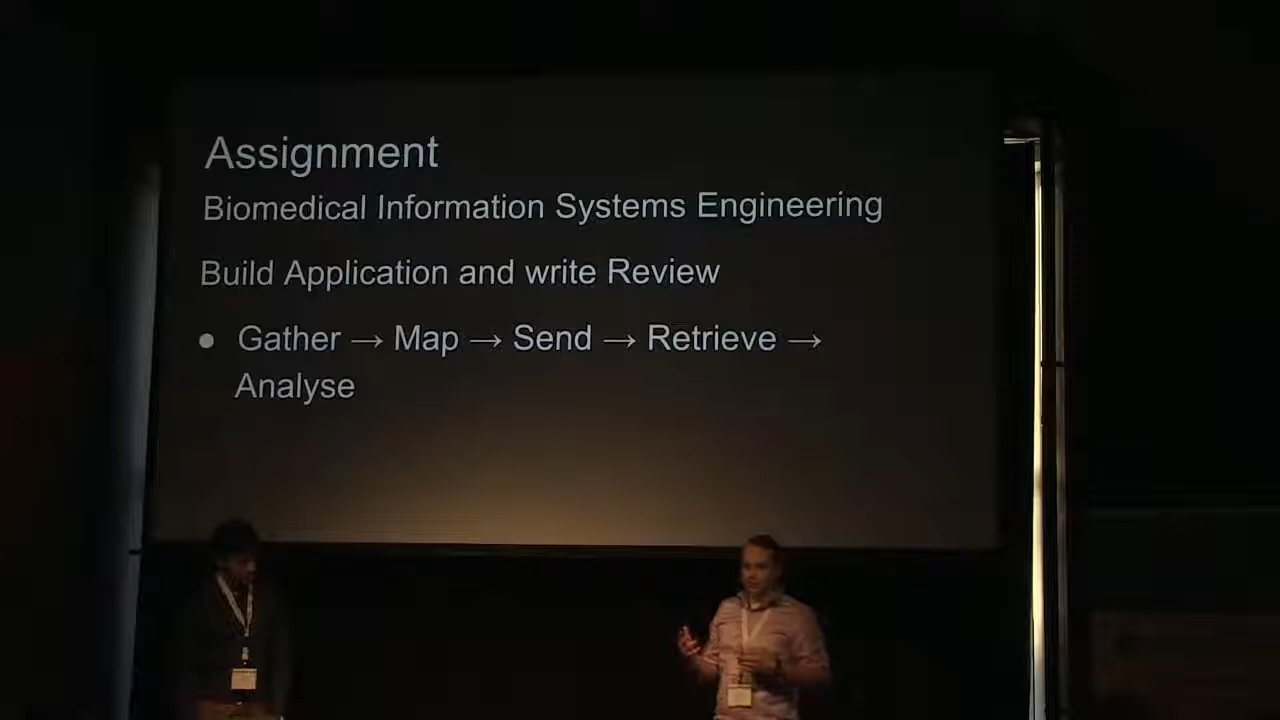 Assignment
Biomedical Information Systems Engineering
Build Application and write Review
● Gather → Map → Send → Retrieve →
Analyse